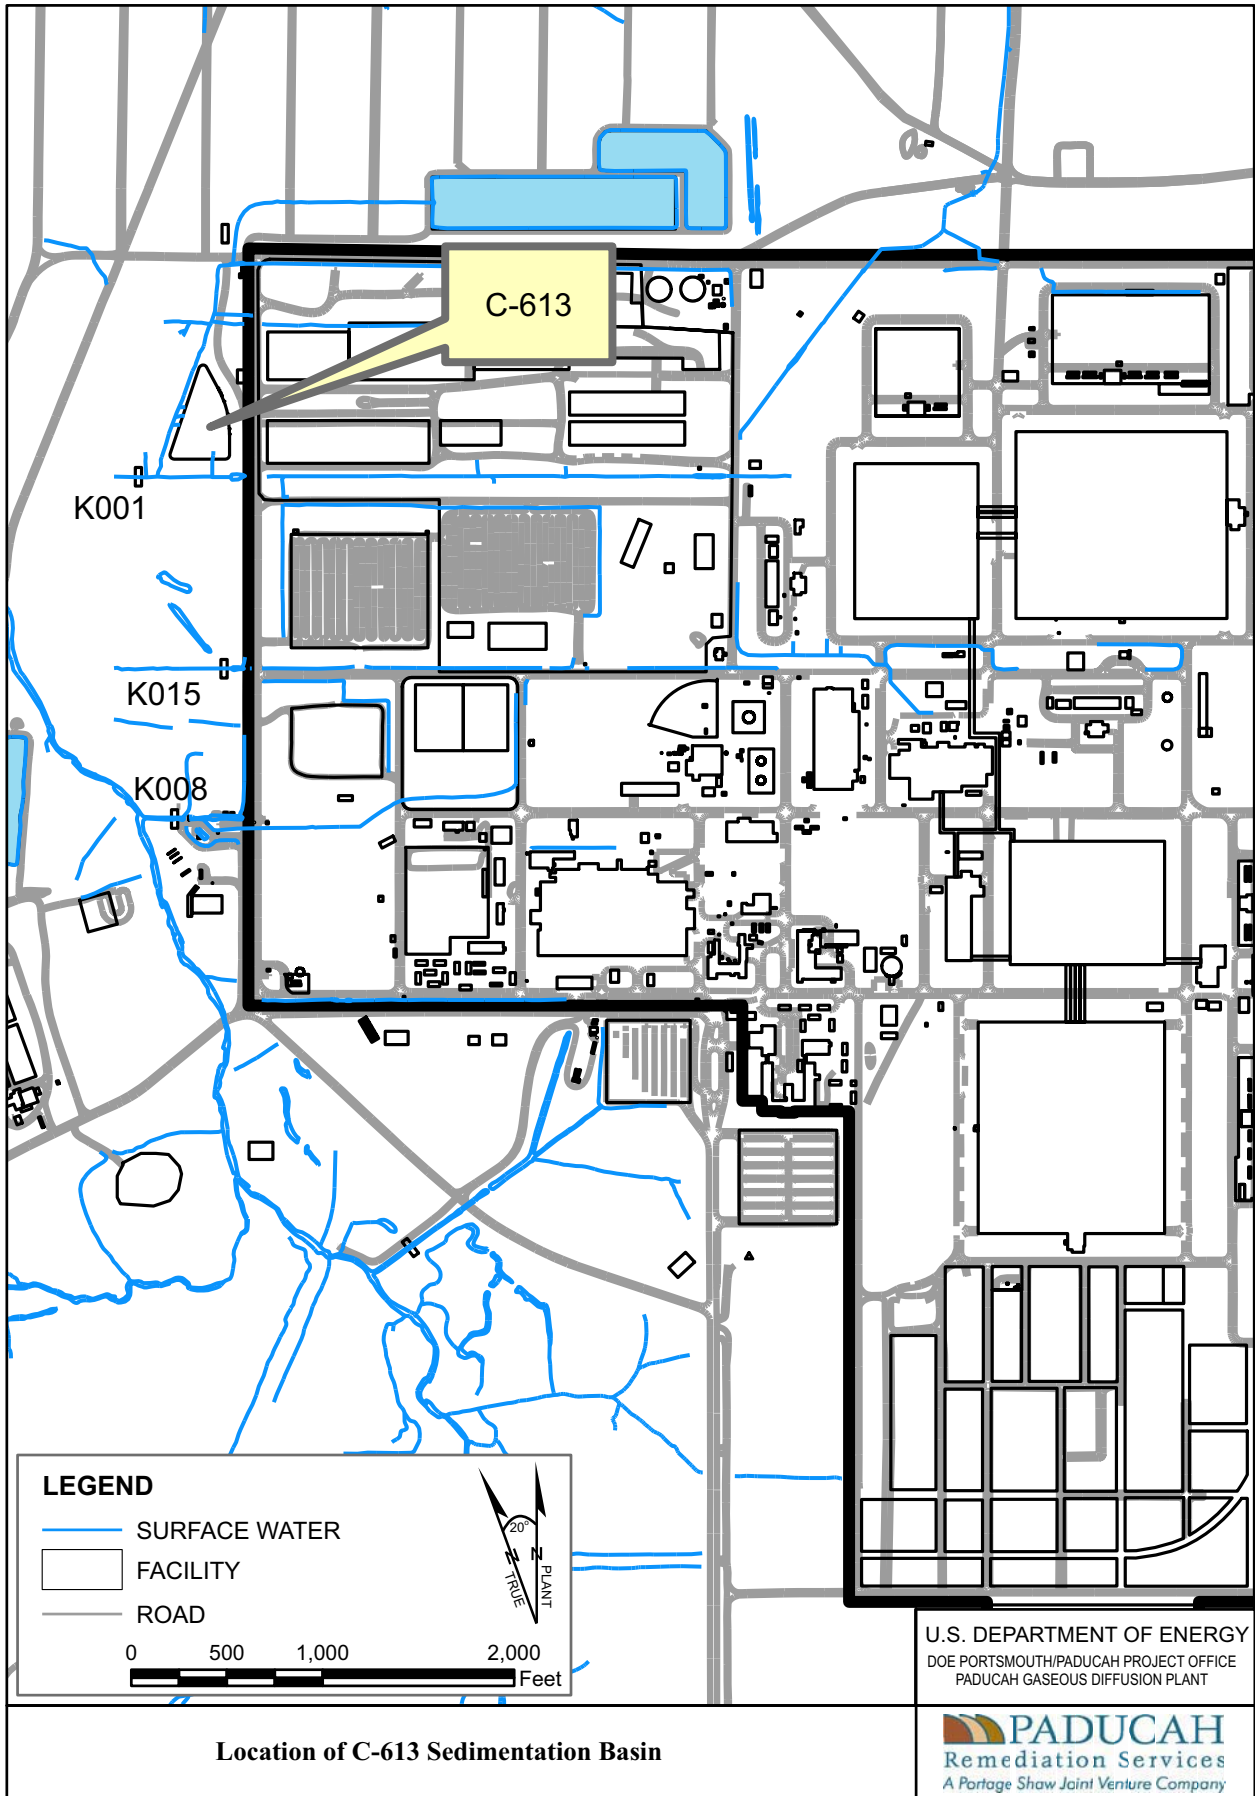 C-613
K001
K015
K008
LEGEND
SURFACE WATER
FACILITY
ROAD
20°
N
TRUE
N
PLANT
0 500 1,000 2,000
Feet
U.S. DEPARTMENT OF ENERGY
DOE PORTSMOUTH/PADUCAH PROJECT OFFICE
PADUCAH GASEOUS DIFFUSION PLANT
Location of C-613 Sedimentation Basin
PADUCAH
Remediation Services
A Portage Shaw Joint Venture Company